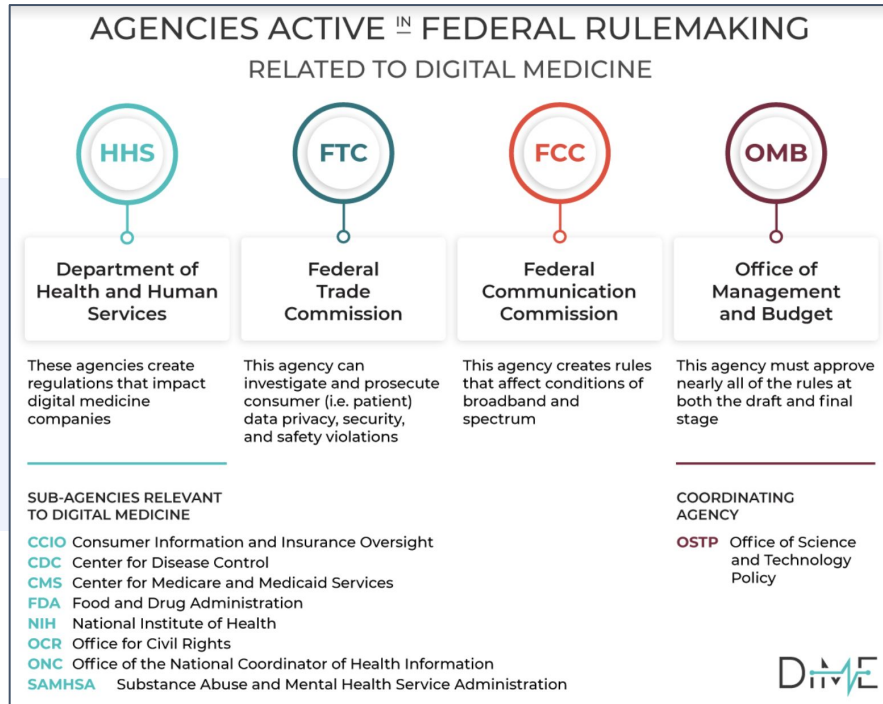 AGENCIES ACTIVE IN FEDERAL RULEMAKING
RELATED TO DIGITAL MEDICINE
HHS
Department of
Health and Human
Services
These agencies create
regulations that impact
digital medicine
companies
FTC
Federal
Trade
Commission
This agency can
investigate and prosecute
consumer (i.e. patient)
data privacy, security,
and safety violations
FCC
Federal
Communication
Commission
This agency creates rules
that affect conditions of
broadband and
spectrum
OMB
Office of
Management
and Budget
This agency must approve
nearly all of the rules at
both the draft and final
stage
SUB-AGENCIES RELEVANT
TO DIGITAL MEDICINE
CCIO Consumer Information and Insurance Oversight
CDC Center for Disease Control
CMS Center for Medicare and Medicaid Services
FDA Food and Drug Administration
NIH National Institute of Health
OCR Office for Civil Rights
ONC Office of the National Coordinator of Health Information
SAMHSA Substance Abuse and Mental Health Service Administration
COORDINATING
AGENCY
OSTP Office of Science
and Technology
Policy
DiME